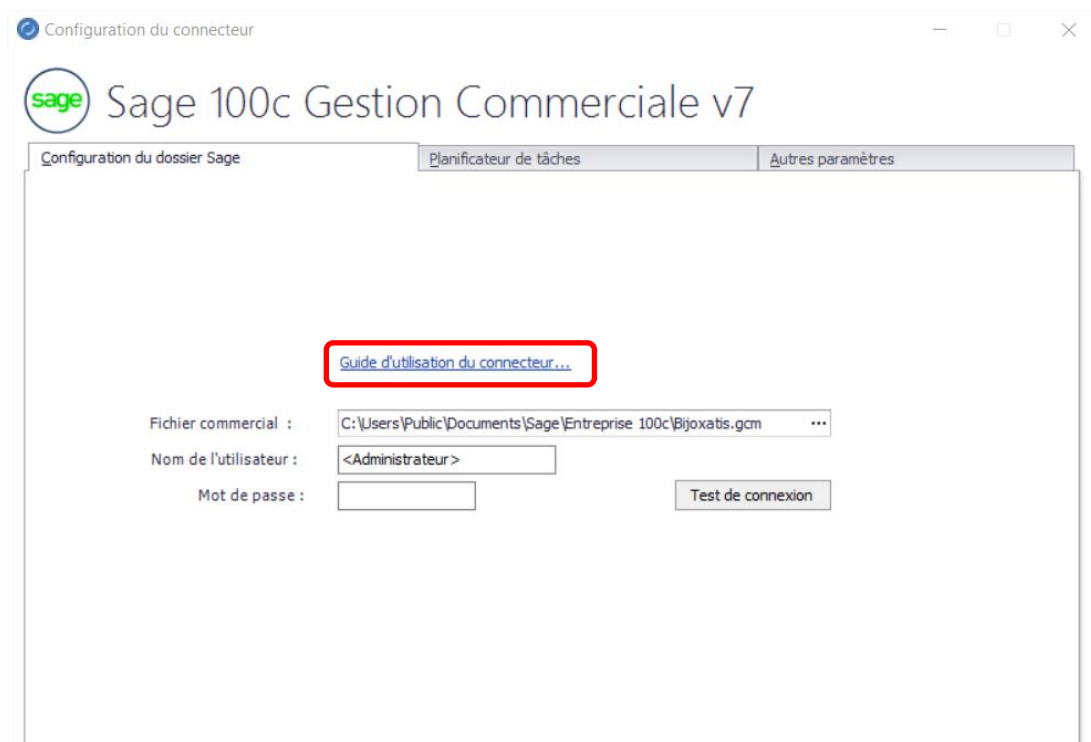 Configuration du connecteur
sage Sage 100c Gestion Commerciale v7
Configuration du dossier Sage Planificateur de tâches Autres paramètres
Guide d'utilisation du connecteur...
Fichier commercial : C:\Users\Public\Documents\Sage\Entreprise 100c\Bijoxatis.gcm ...
Nom de l'utilisateur : <Administrateur>
Mot de passe : Test de connexion